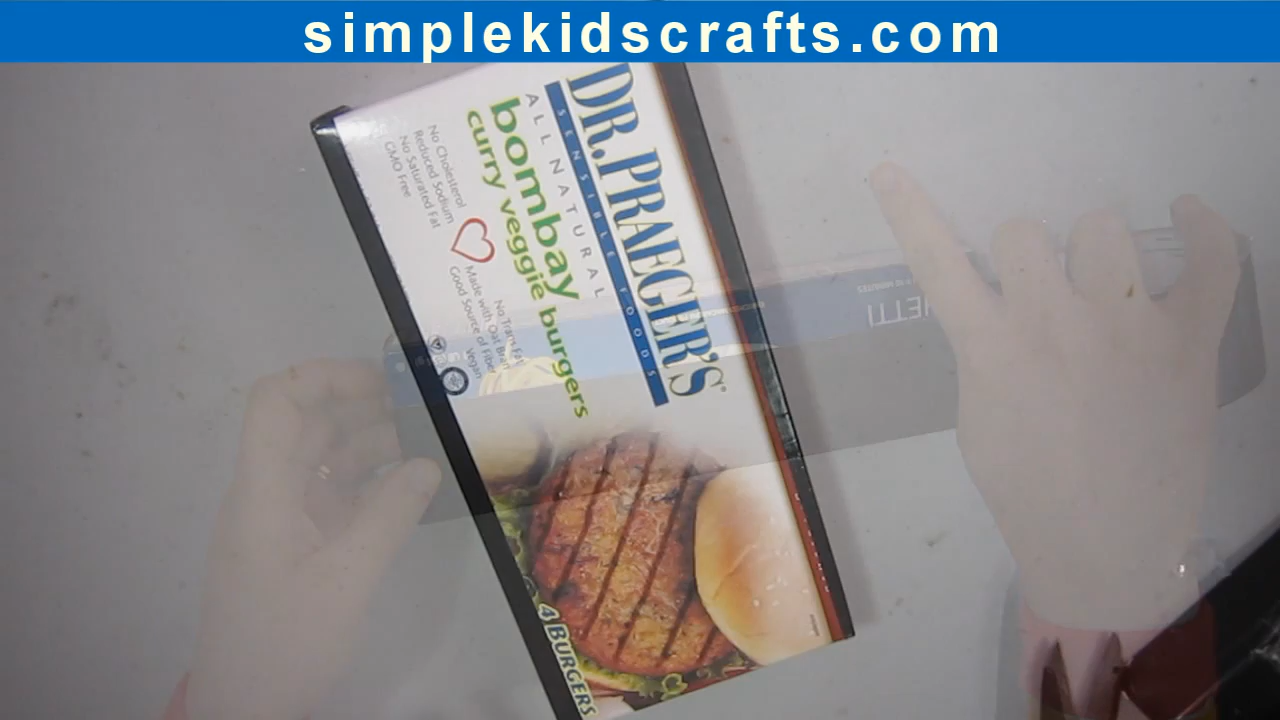 simplekidscrafts.com
DR. PRAEGER'S®
SENSIBLE FOODS
ALL NATURAL
bombay
curry veggie burgers
No Cholesterol
Reduced Sodium
No Saturated Fat
GMO Free
No Trans Fat
Made with Oat Bran
Good Source of Fiber
Vegan
4 BURGERS